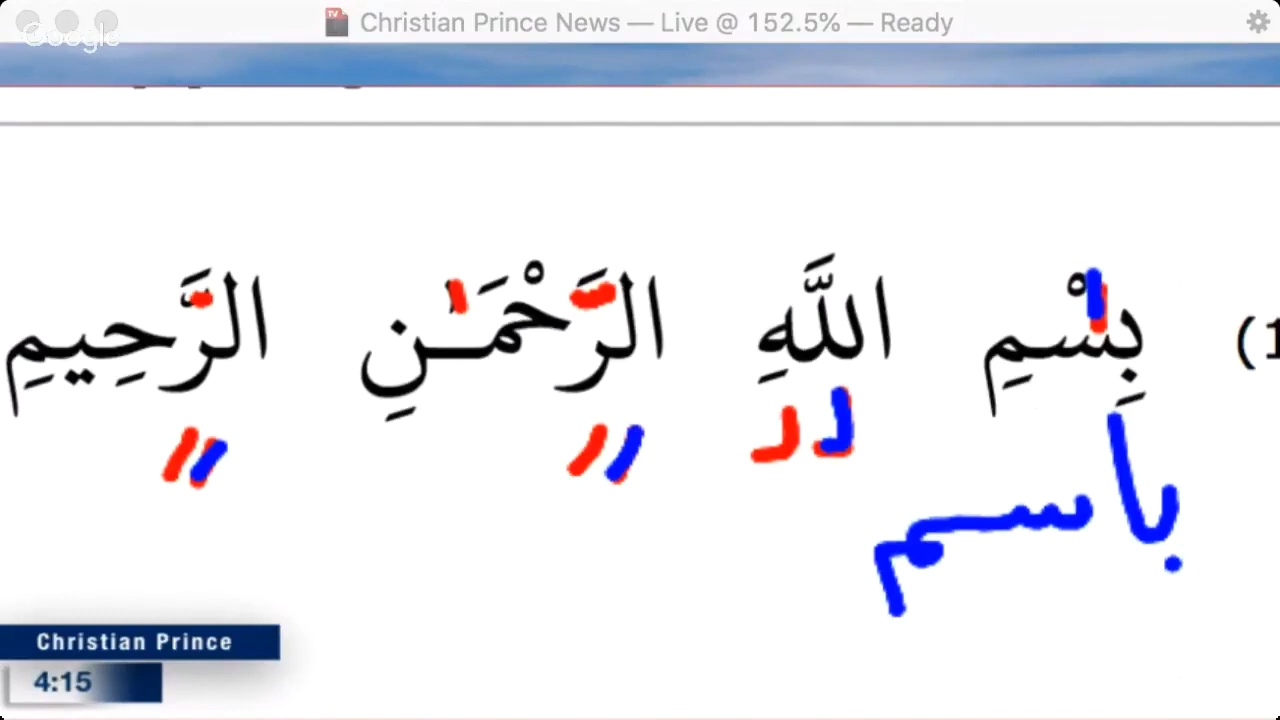 Google
Christian Prince News — Live @ 152.5% — Ready
(1 بِسْمِ اللَّهِ الرَّحْمَـٰنِ الرَّحِيمِ
باسم
Christian Prince
4:15